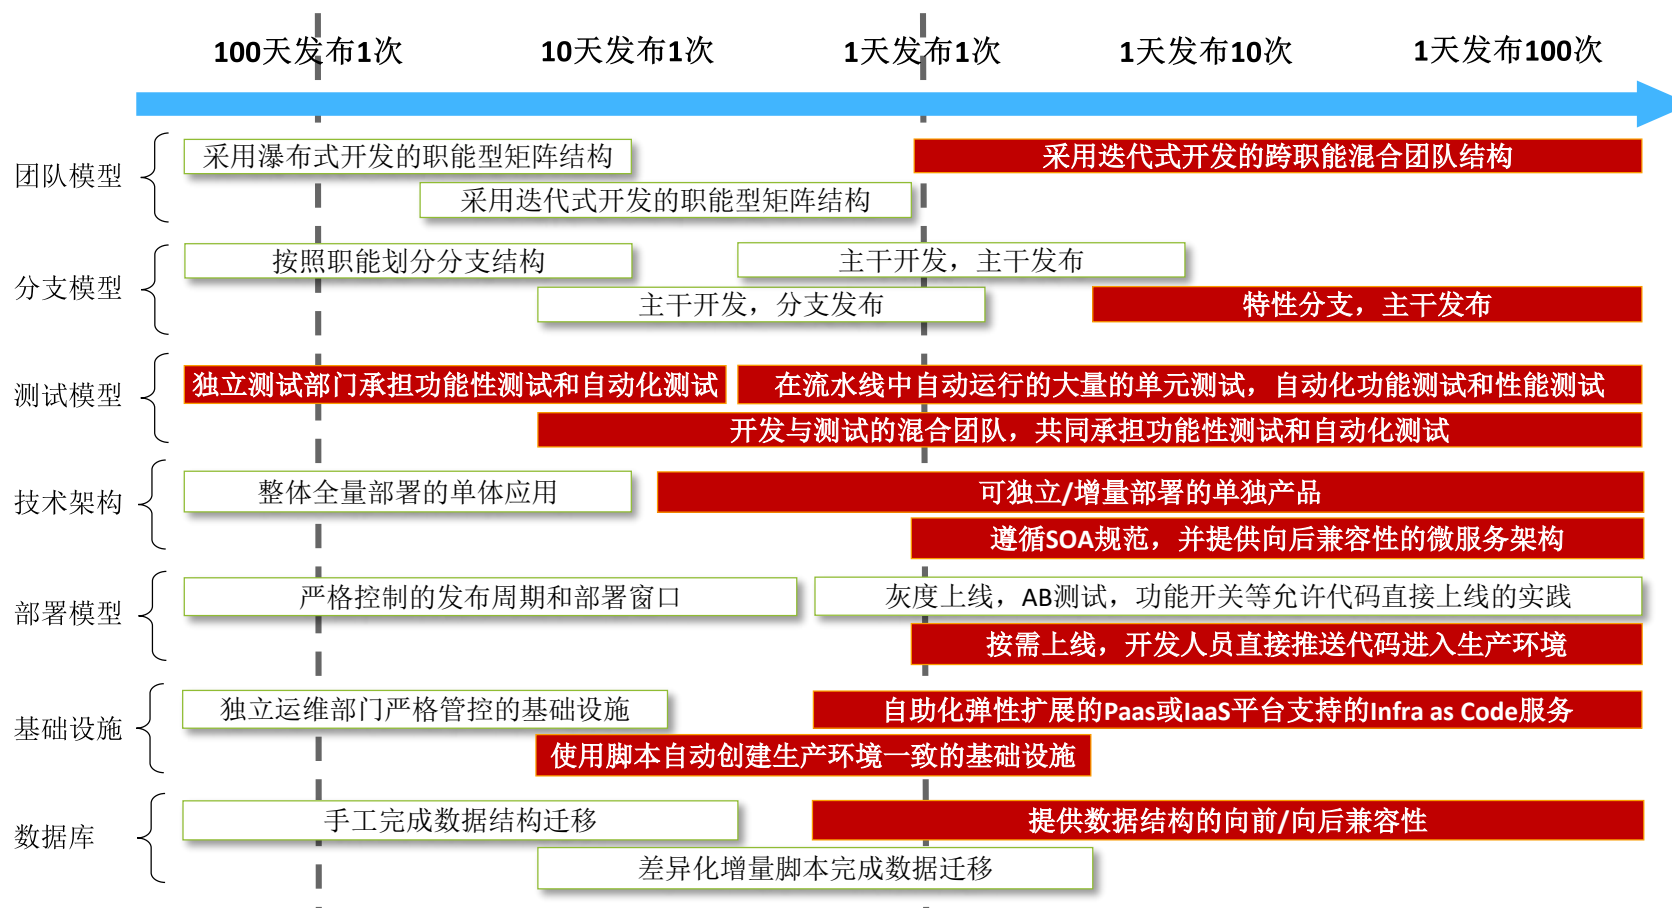 100天发布1次
10天发布1次
1天发布1次
1天发布10次
1天发布100次
团队模型
采用瀑布式开发的职能型矩阵结构
采用迭代式开发的跨职能混合团队结构
采用迭代式开发的职能型矩阵结构
分支模型
按照职能划分分支结构
主干开发，主干发布
主干开发，分支发布
特性分支，主干发布
测试模型
独立测试部门承担功能性测试和自动化测试
在流水线中自动运行的大量的单元测试，自动化功能测试和性能测试
开发与测试的混合团队，共同承担功能性测试和自动化测试
技术架构
整体全量部署的单体应用
可独立/增量部署的单独产品
遵循SOA规范，并提供向后兼容性的微服务架构
部署模型
严格控制的发布周期和部署窗口
灰度上线，AB测试，功能开关等允许代码直接上线的实践
按需上线，开发人员直接推送代码进入生产环境
基础设施
独立运维部门严格管控的基础设施
自助化弹性扩展的Paas或IaaS平台支持的Infra as Code服务
使用脚本自动创建生产环境一致的基础设施
数据库
手工完成数据结构迁移
提供数据结构的向前/向后兼容性
差异化增量脚本完成数据迁移